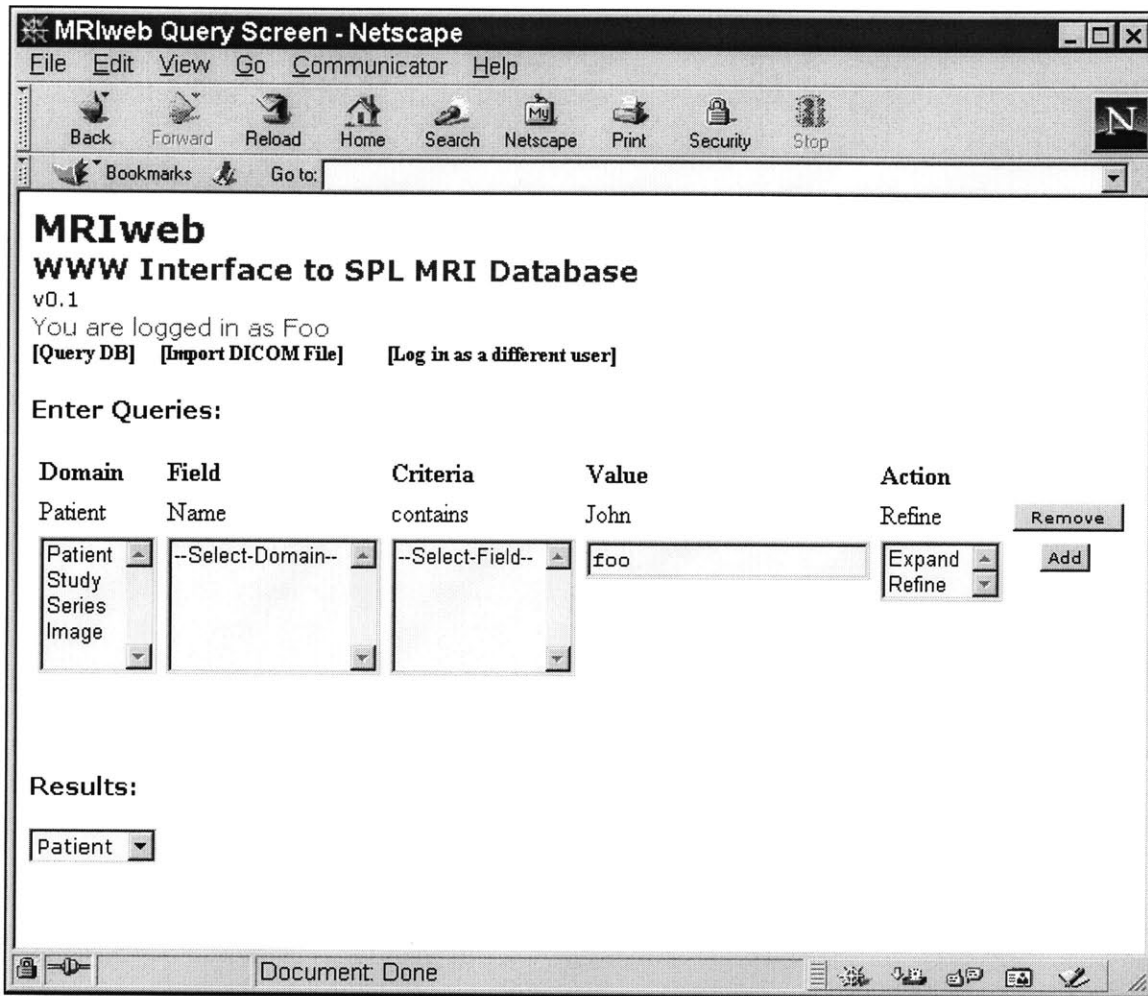 MRIweb Query Screen - Netscape
File Edit View Go Communicator Help
Back Forward Reload Home Search Netscape Print Security Stop
My
N
Bookmarks Go to:
MRIweb
WWW Interface to SPL MRI Database
v0.1
You are logged in as Foo
[Query DB] [Import DICOM File] [Log in as a different user]
Enter Queries:
Domain Field Criteria Value Action
Patient Name contains John Refine Remove
Patient --Select-Domain-- --Select-Field-- foo Expand Add
Study Refine
Series
Image
Results:
Patient
Document: Done